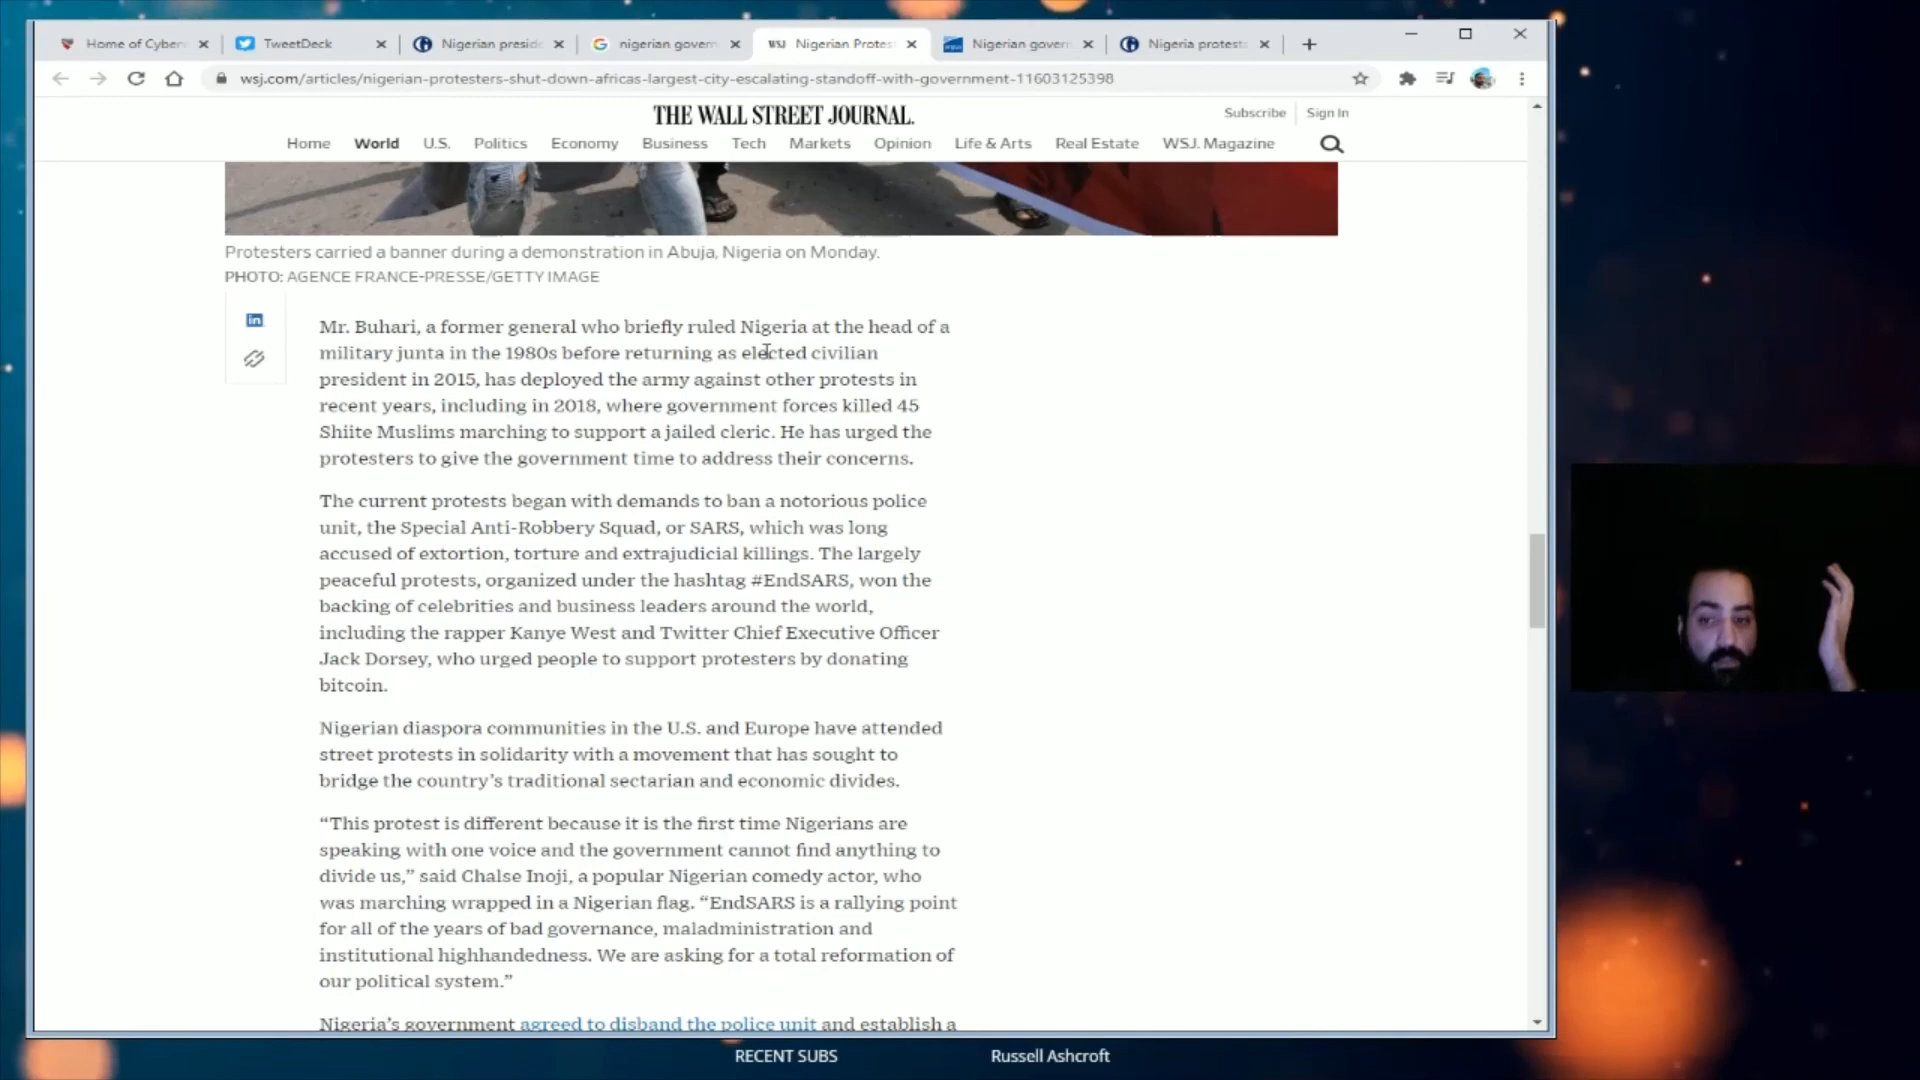 Home of Cyber
TweetDeck
Nigerian presid
nigerian govern
WSJ Nigerian Protes
Nigerian govern
Nigeria protests
wsj.com/articles/nigerian-protesters-shut-down-africas-largest-city-escalating-standoff-with-government-11603125398
THE WALL STREET JOURNAL.
Subscribe Sign In
Home World U.S. Politics Economy Business Tech Markets Opinion Life & Arts Real Estate WSJ. Magazine
Protesters carried a banner during a demonstration in Abuja, Nigeria on Monday.
PHOTO: AGENCE FRANCE-PRESSE/GETTY IMAGE
in
Mr. Buhari, a former general who briefly ruled Nigeria at the head of a
military junta in the 1980s before returning as elected civilian
president in 2015, has deployed the army against other protests in
recent years, including in 2018, where government forces killed 45
Shiite Muslims marching to support a jailed cleric. He has urged the
protesters to give the government time to address their concerns.
The current protests began with demands to ban a notorious police
unit, the Special Anti-Robbery Squad, or SARS, which was long
accused of extortion, torture and extrajudicial killings. The largely
peaceful protests, organized under the hashtag #EndSARS, won the
backing of celebrities and business leaders around the world,
including the rapper Kanye West and Twitter Chief Executive Officer
Jack Dorsey, who urged people to support protesters by donating
bitcoin.
Nigerian diaspora communities in the U.S. and Europe have attended
street protests in solidarity with a movement that has sought to
bridge the country’s traditional sectarian and economic divides.
“This protest is different because it is the first time Nigerians are
speaking with one voice and the government cannot find anything to
divide us,” said Chalse Inoji, a popular Nigerian comedy actor, who
was marching wrapped in a Nigerian flag. “EndSARS is a rallying point
for all of the years of bad governance, maladministration and
institutional highhandedness. We are asking for a total reformation of
our political system.”
Nigeria’s government agreed to disband the police unit and establish a
RECENT SUBS Russell Ashcroft